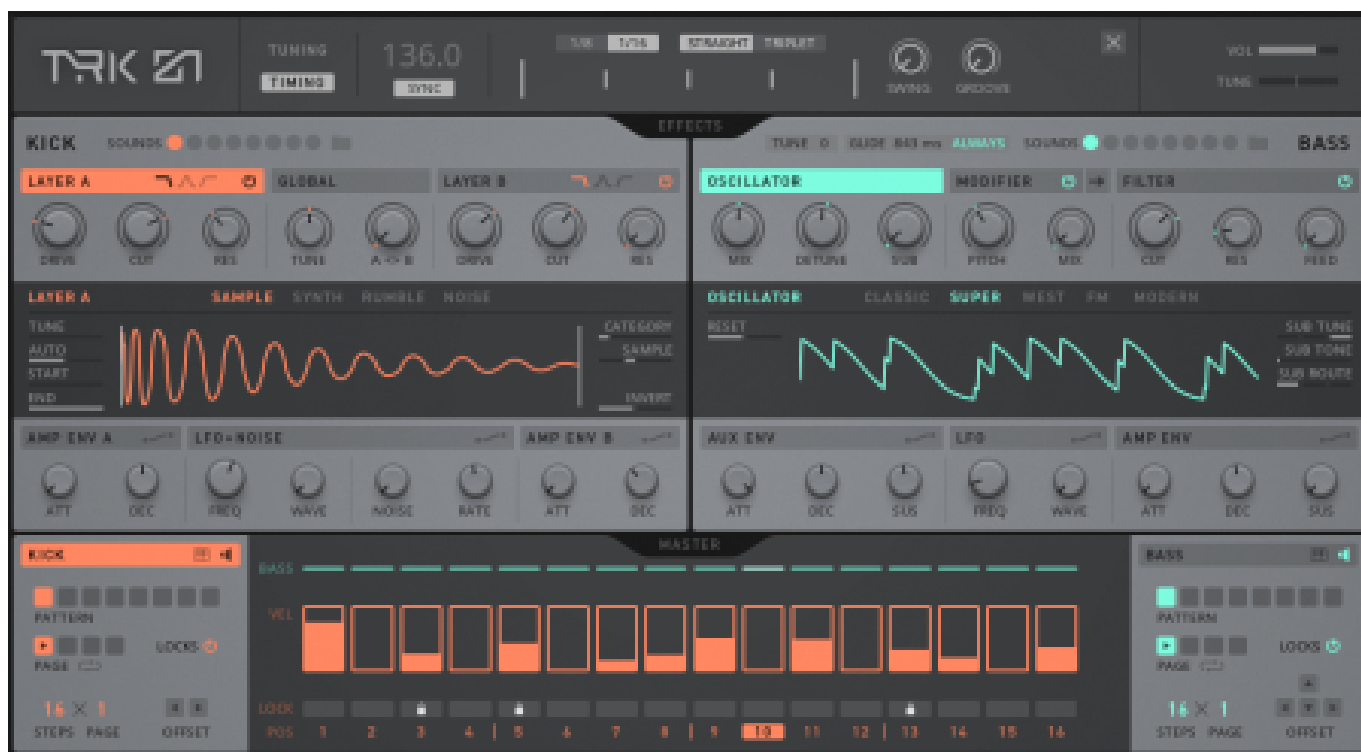 TRK 01
TUNING
TIMING
136.0
SYNC
1/8 1/16
STRAIGHT TRIPLET
SWING GROOVE
VOL
TUNE
EFFECTS
KICK SOUNDS
TUNE 0 GLIDE 843 ms ALWAYS SOUNDS BASS
LAYER A GLOBAL LAYER B
DRIVE CUT RES TUNE A <> B DRIVE CUT RES
OSCILLATOR MODIFIER FILTER
MIX DETUNE SUB PITCH MIX CUT RES FEED
LAYER A SAMPLE SYNTH RUMBLE NOISE
TUNE
AUTO
START
END
CATEGORY
SAMPLE
INVERT
OSCILLATOR CLASSIC SUPER WEST FM MODERN
RESET
SUB TUNE
SUB TONE
SUB ROUTE
AMP ENV A LFO+NOISE AMP ENV B
ATT DEC FREQ WAVE NOISE RATE ATT DEC
AUX ENV LFO AMP ENV
ATT DEC SUS FREQ WAVE ATT DEC SUS
MASTER
KICK
PATTERN
PAGE LOCKS
16 × 1
STEPS PAGE OFFSET
BASS
VEL
LOCK
POS 1 2 3 4 5 6 7 8 9 10 11 12 13 14 15 16
BASS
PATTERN
PAGE LOCKS
16 × 1
STEPS PAGE OFFSET